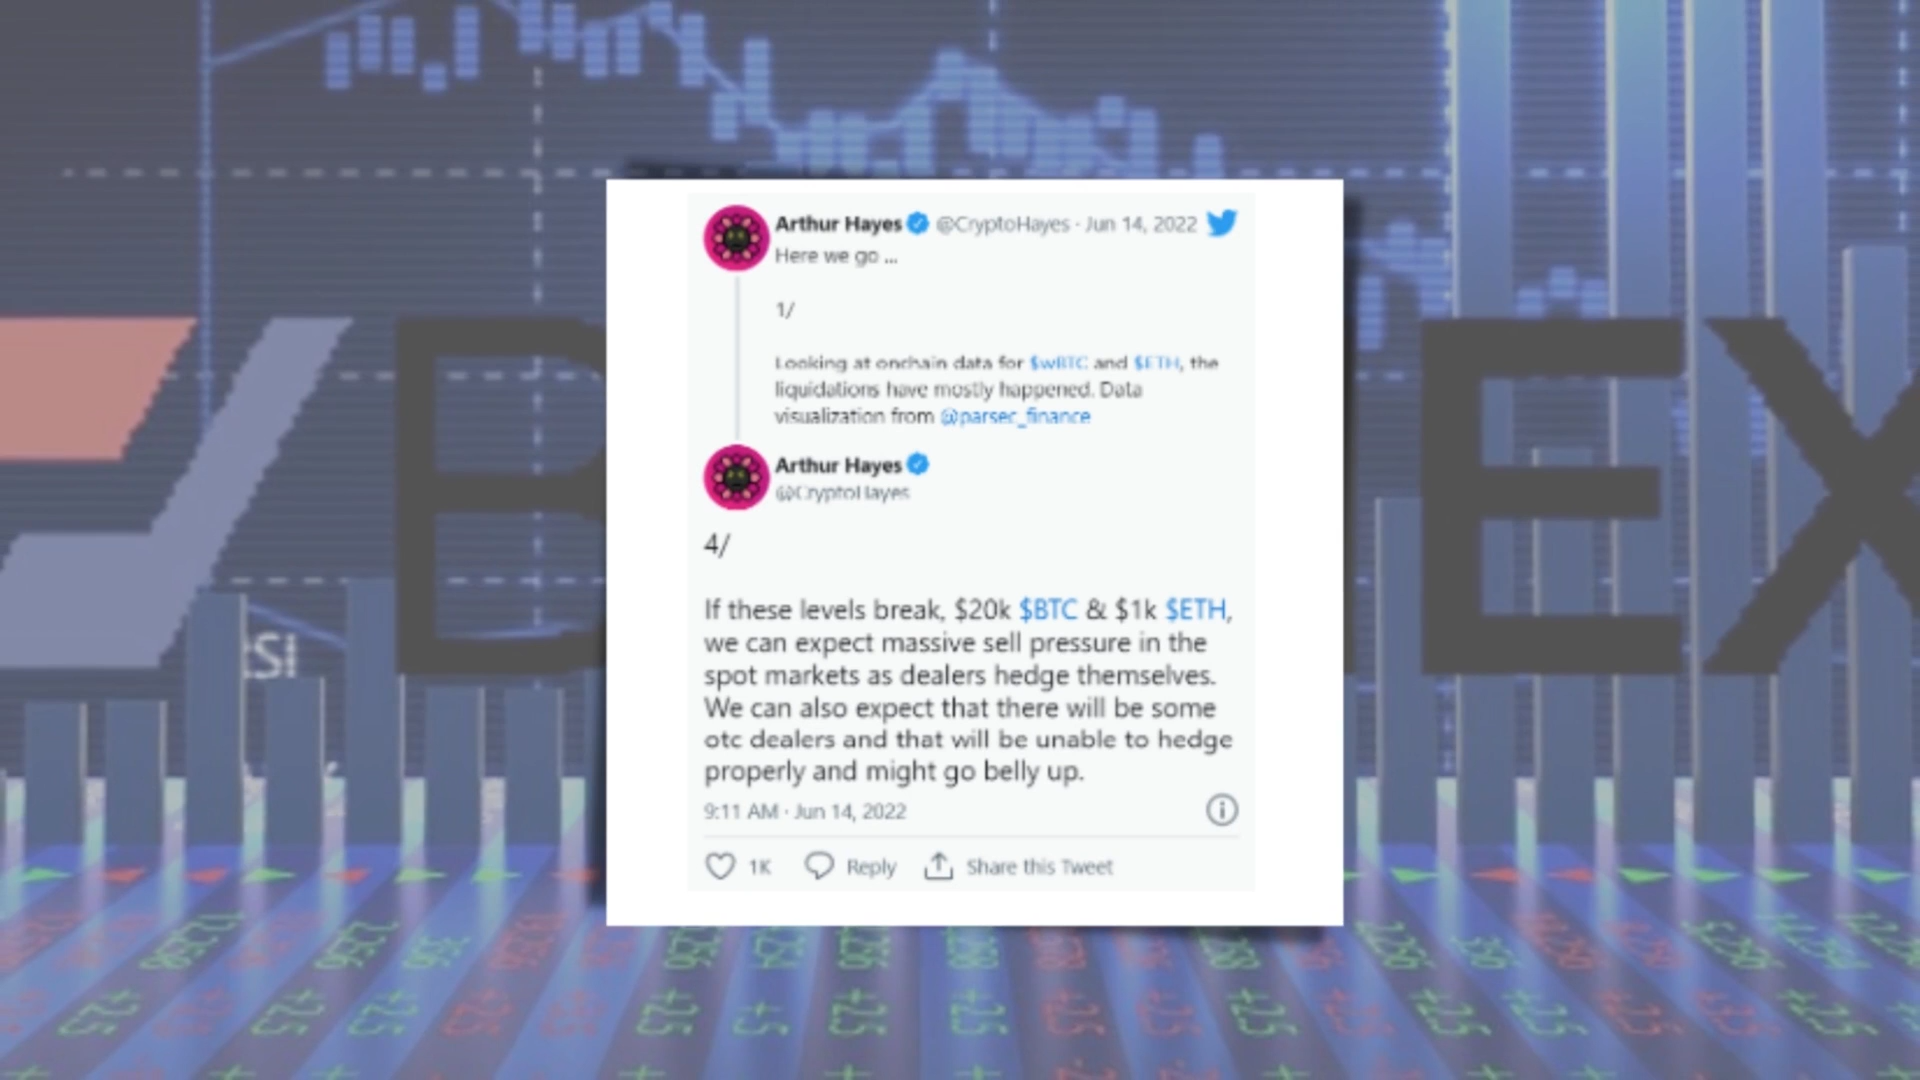 Arthur Hayes @CryptoHayes · Jun 14, 2022
Here we go ...
1/
Looking at onchain data for $wBTC and $ETH, the
liquidations have mostly happened. Data
visualization from @parsec_finance
Arthur Hayes
@CryptoHayes
4/
If these levels break, $20k $BTC & $1k $ETH,
we can expect massive sell pressure in the
spot markets as dealers hedge themselves.
We can also expect that there will be some
otc dealers and that will be unable to hedge
properly and might go belly up.
9:11 AM · Jun 14, 2022
1K Reply Share this Tweet
B EX